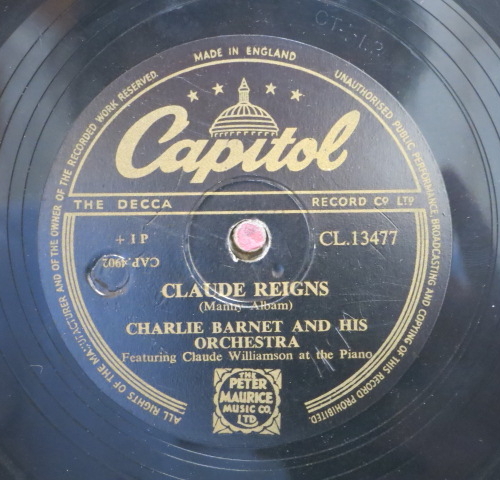 CT-1.2
MADE IN ENGLAND
ALL RIGHTS OF THE MANUFACTURER AND OF THE OWNER OF THE RECORDED WORK RESERVED.
UNAUTHORISED PUBLIC PERFORMANCE, BROADCASTING AND COPYING OF THIS RECORD PROHIBITED.
Capitol
THE DECCA RECORD CO LTD
P I + CL.13477
CAP.4902
CLAUDE REIGNS
(Manny Albam)
CHARLIE BARNET AND HIS
ORCHESTRA
Featuring Claude Williamson at the Piano
THE
PETER
MAURICE
MUSIC CO.
LTD.